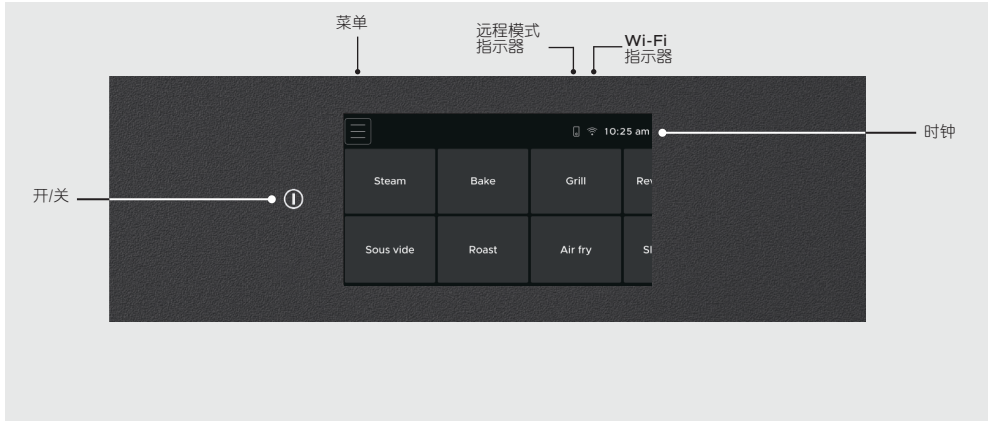 菜单
远程模式
指示器
Wi-Fi
指示器
10:25 am
时钟
Steam
Bake
Grill
Rev
开/关
Sous vide
Roast
Air fry